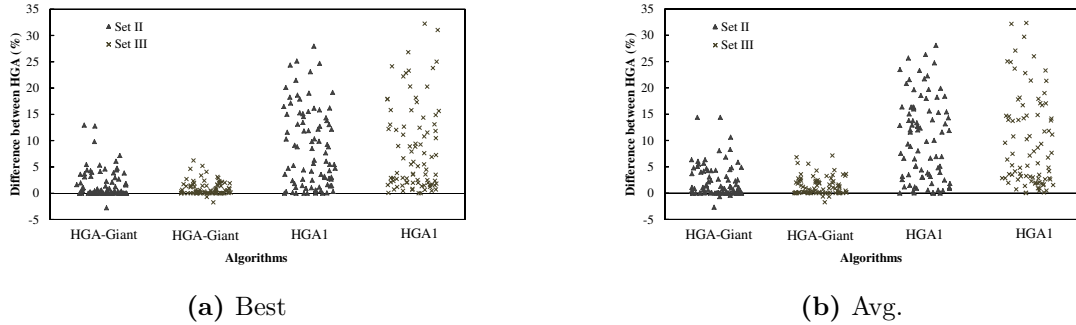 Difference between HGA (%)
35
30
25
20
15
10
5
0
-5
Set II
Set III
HGA-Giant HGA-Giant HGA1 HGA1
Algorithms
(a) Best
Difference between HGA (%)
35
30
25
20
15
10
5
0
-5
Set II
Set III
HGA-Giant HGA-Giant HGA1 HGA1
Algorithms
(b) Avg.